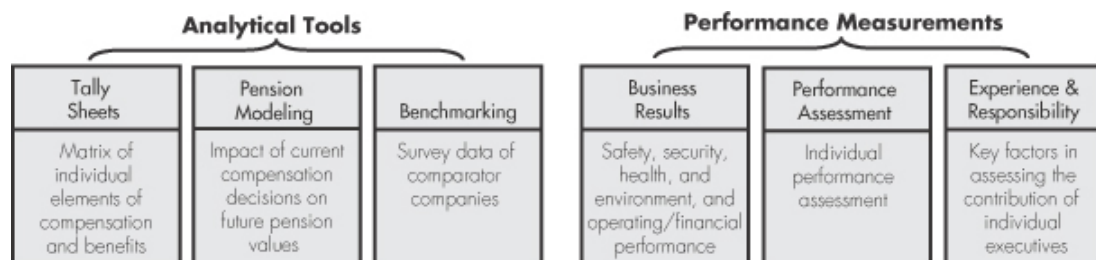 Analytical Tools
Tally
Sheets
Matrix of
individual
elements of
compensation
and benefits
Pension
Modeling
Impact of current
compensation
decisions on
future pension
values
Benchmarking
Survey data of
comparator
companies
Performance Measurements
Business
Results
Safety, security,
health, and
environment, and
operating/financial
performance
Performance
Assessment
Individual
performance
assessment
Experience &
Responsibility
Key factors in
assessing the
contribution of
individual
executives